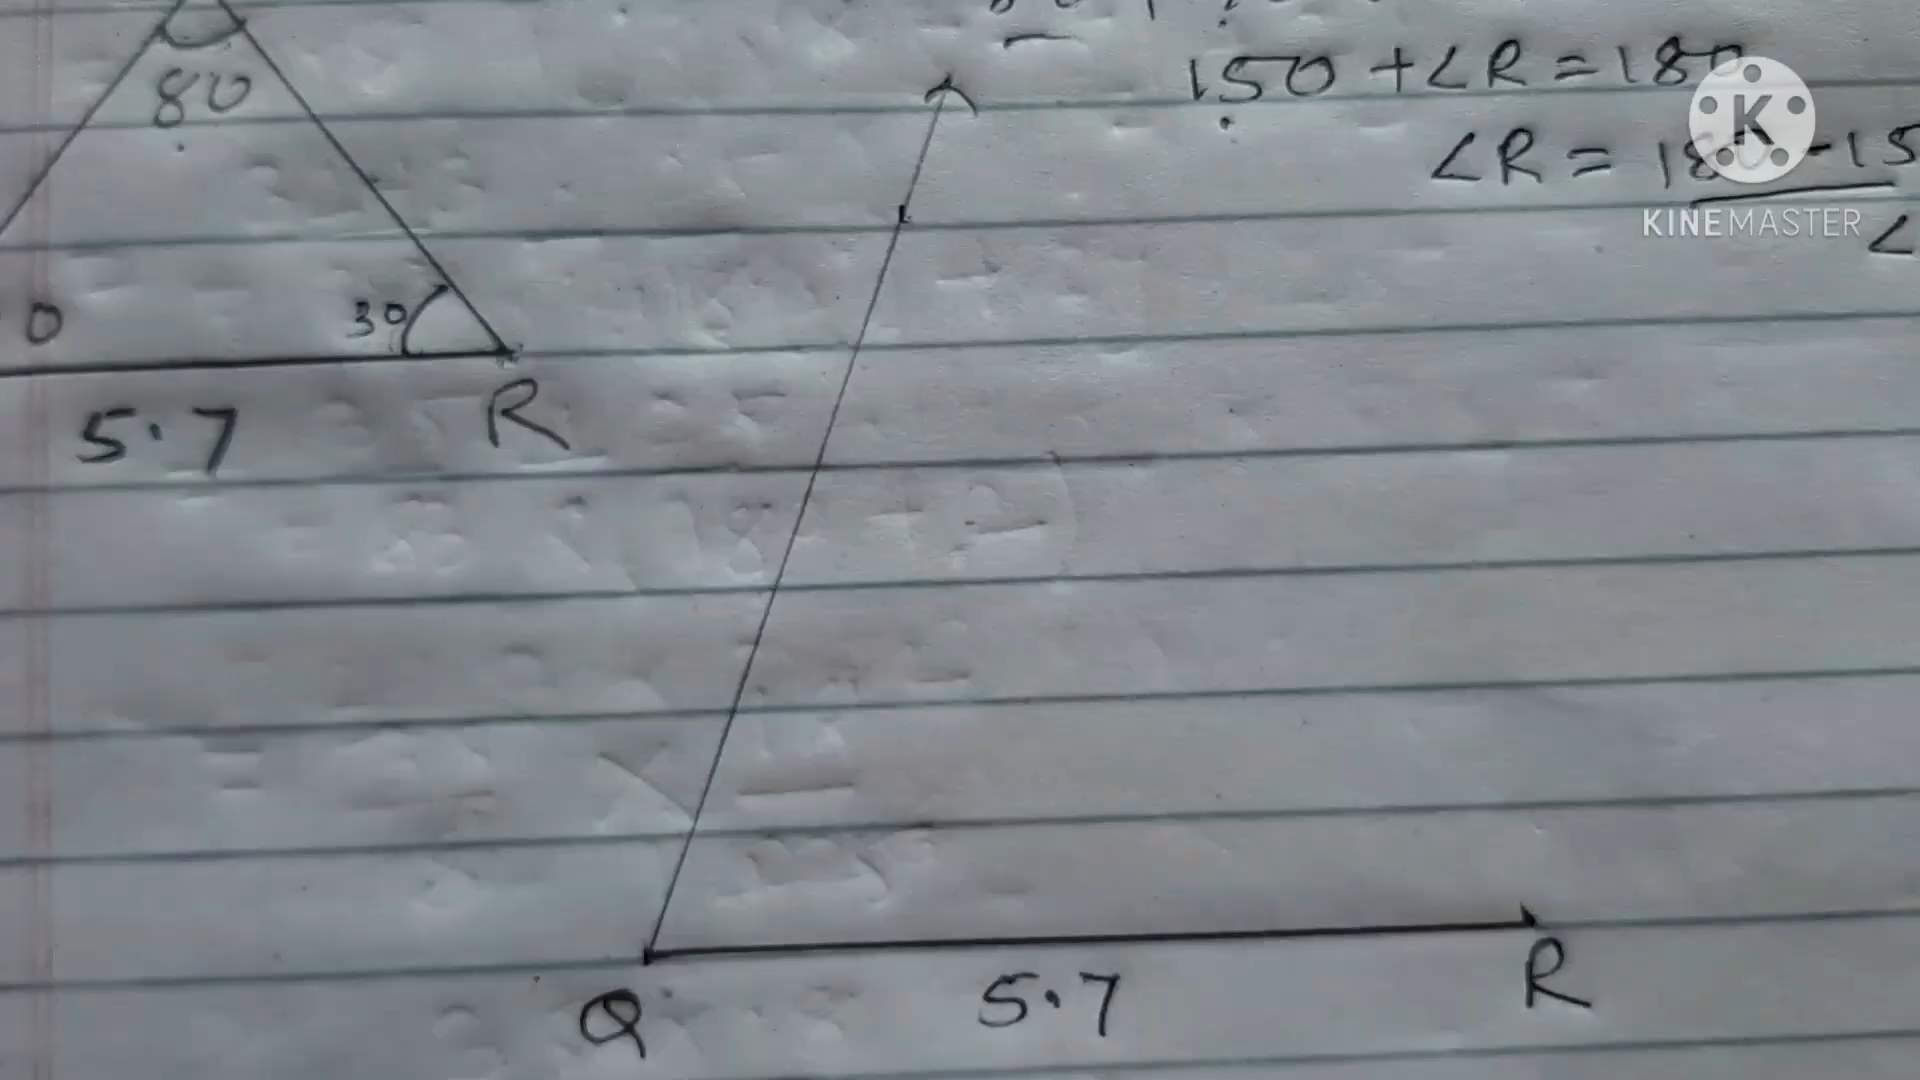 80
150 + ∠R = 180
∠R = 180 - 15
K
KINEMASTER
∠
0
30
5.7
R
Q
5.7
R